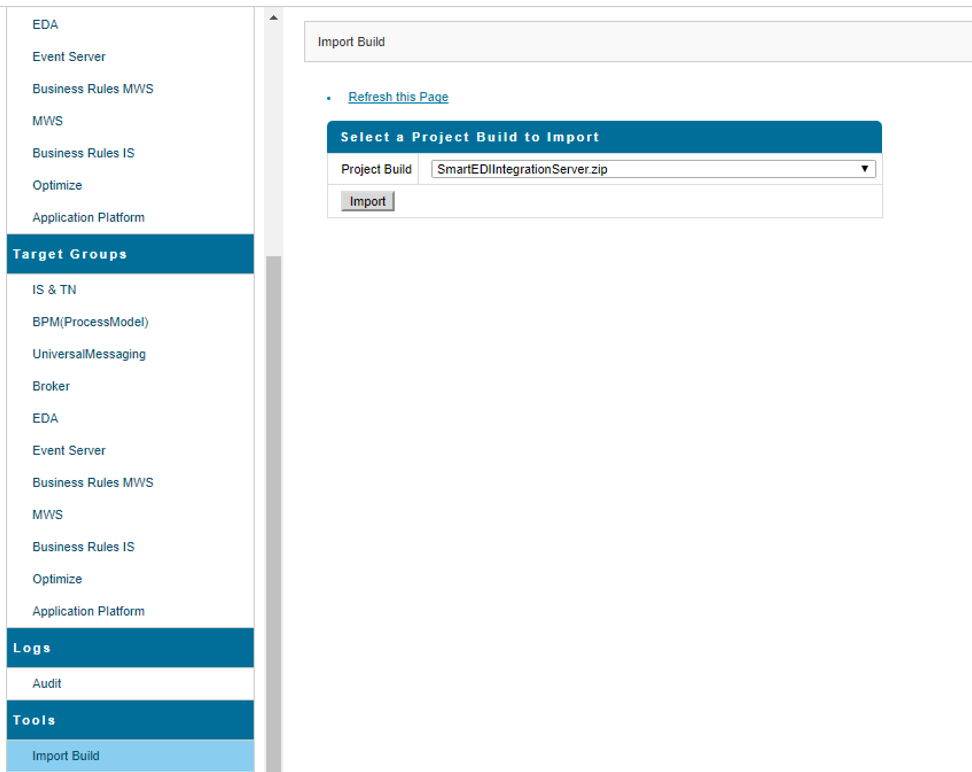 EDA
Event Server
Business Rules MWS
MWS
Business Rules IS
Optimize
Application Platform
Target Groups
IS & TN
BPM(ProcessModel)
UniversalMessaging
Broker
EDA
Event Server
Business Rules MWS
MWS
Business Rules IS
Optimize
Application Platform
Logs
Audit
Tools
Import Build
Import Build
Refresh this Page
Select a Project Build to Import
Project Build SmartEDIIntegrationServer.zip
Import